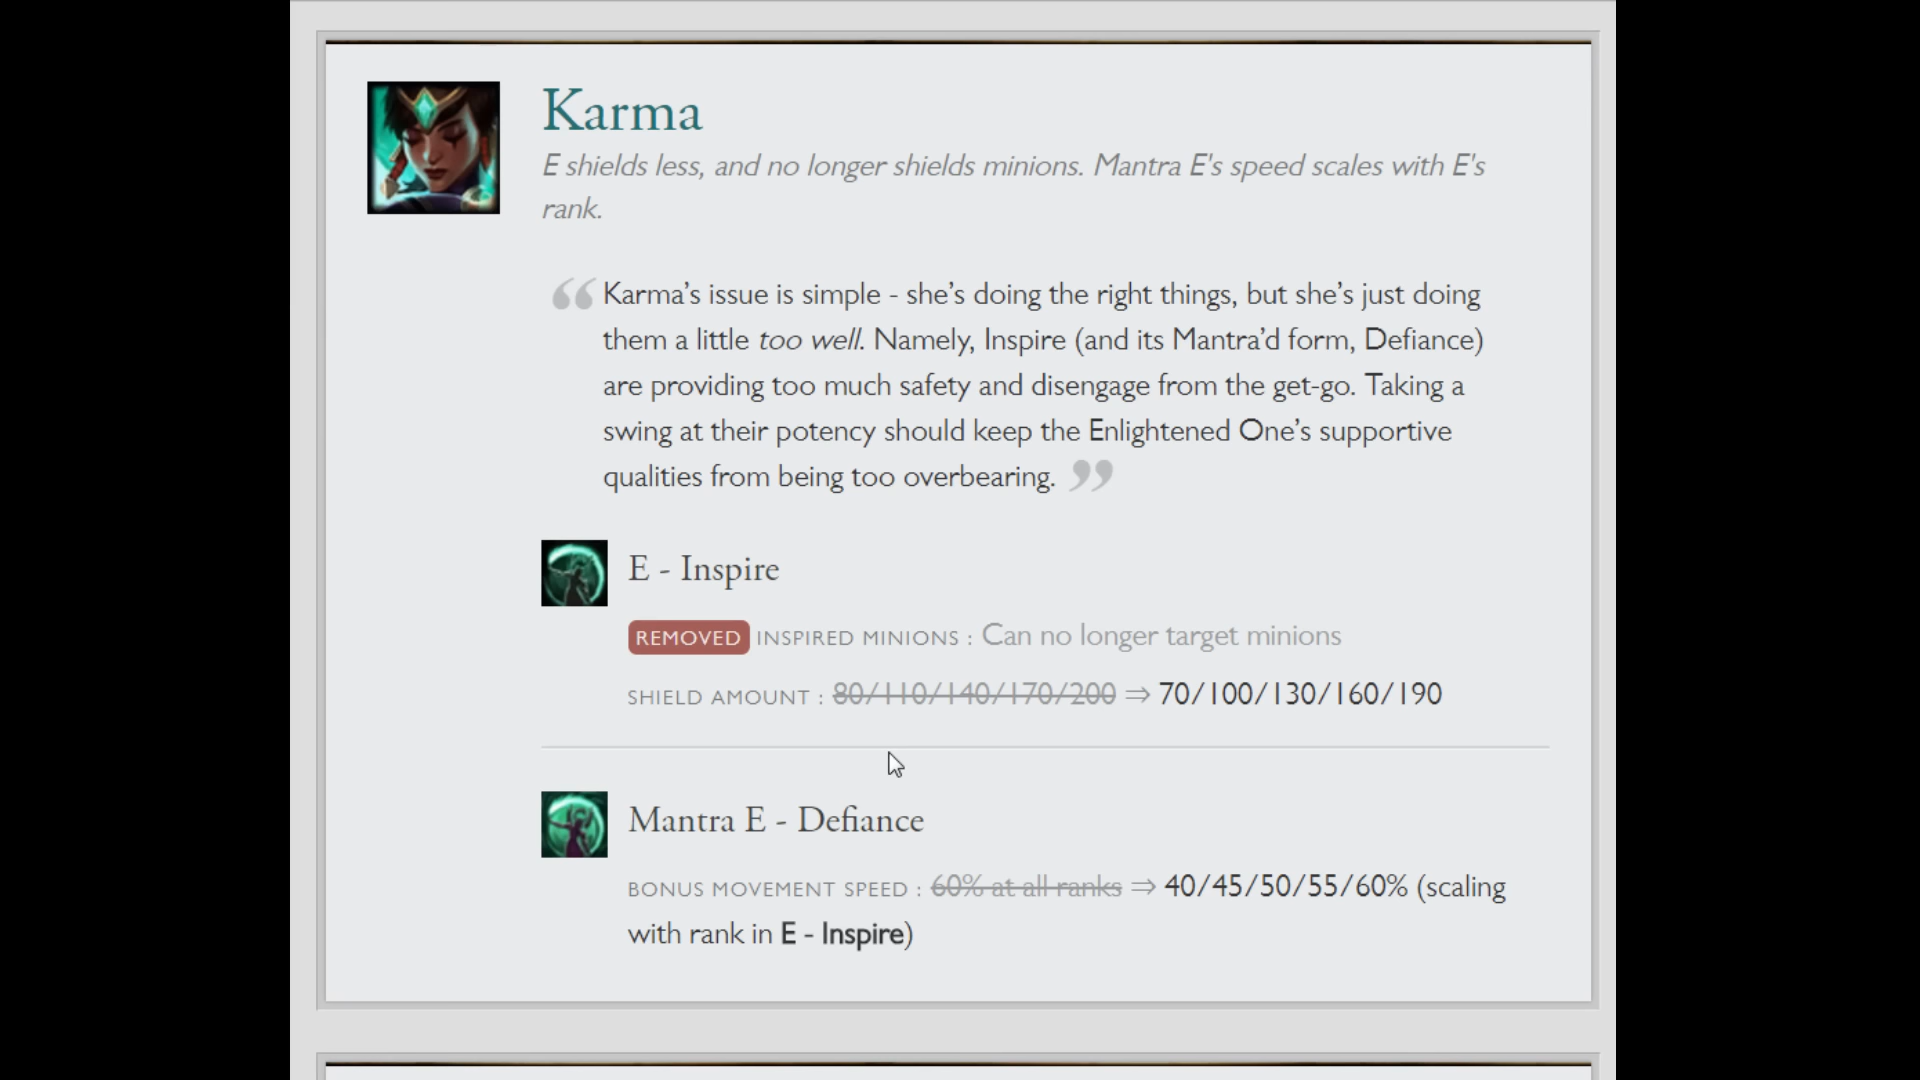 Karma
E shields less, and no longer shields minions. Mantra E's speed scales with E's
rank.
“ Karma’s issue is simple - she’s doing the right things, but she’s just doing
them a little too well. Namely, Inspire (and its Mantra’d form, Defiance)
are providing too much safety and disengage from the get-go. Taking a
swing at their potency should keep the Enlightened One’s supportive
qualities from being too overbearing. ”
E - Inspire
REMOVED INSPIRED MINIONS : Can no longer target minions
SHIELD AMOUNT : 80/110/140/170/200 ⇒ 70/100/130/160/190
Mantra E - Defiance
BONUS MOVEMENT SPEED : 60% at all ranks ⇒ 40/45/50/55/60% (scaling
with rank in E - Inspire)